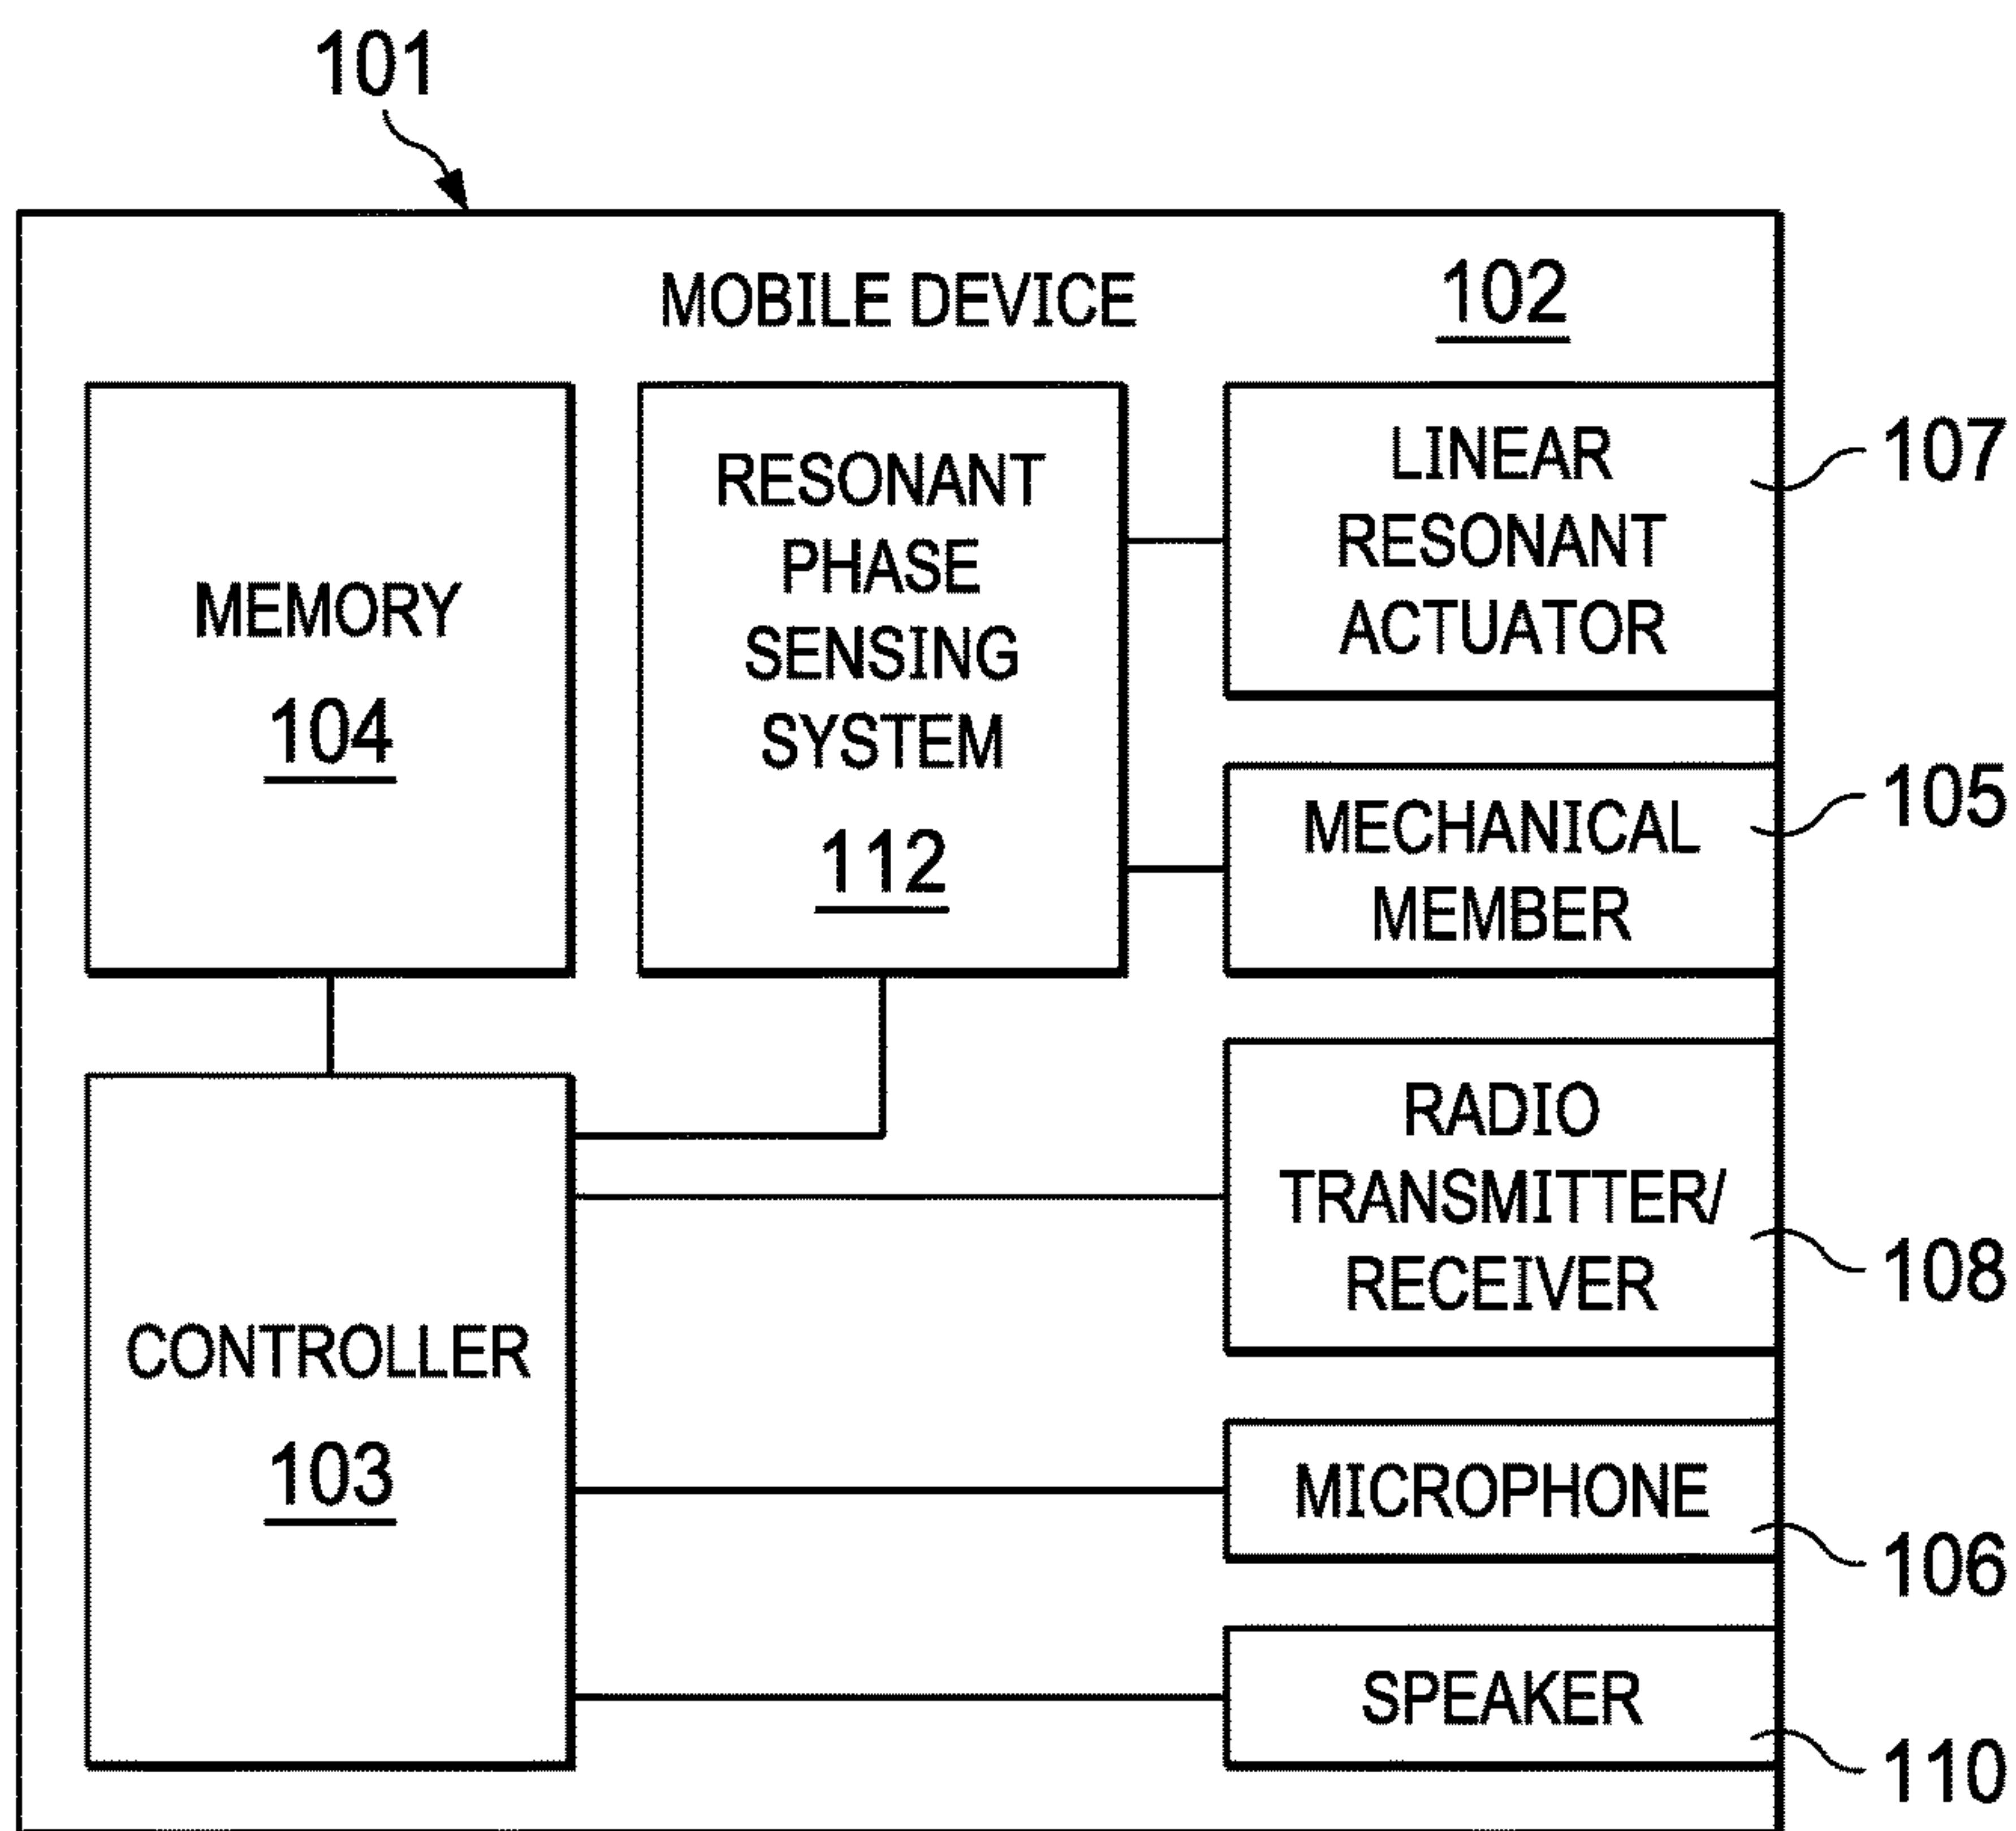 101
MOBILE DEVICE
102
MEMORY
104
RESONANT
PHASE
SENSING
SYSTEM
112
LINEAR
RESONANT
ACTUATOR
107
MECHANICAL
MEMBER
105
CONTROLLER
103
RADIO
TRANSMITTER/
RECEIVER
108
MICROPHONE
106
SPEAKER
110